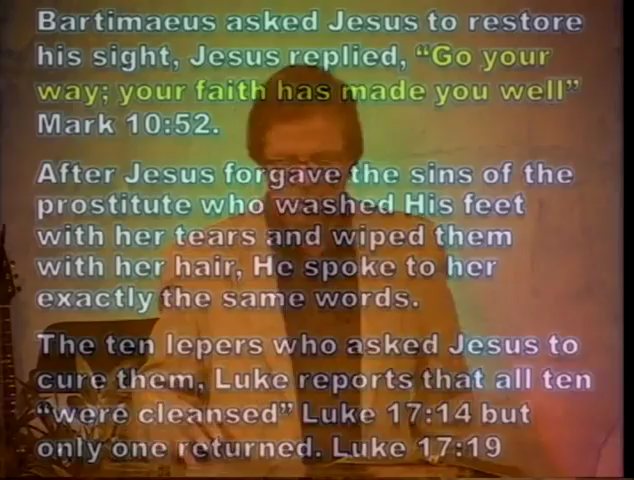 Bartimaeus asked Jesus to restore
his sight, Jesus replied, “Go your
way; your faith has made you well”
Mark 10:52.
After Jesus forgave the sins of the
prostitute who washed His feet
with her tears and wiped them
with her hair, He spoke to her
exactly the same words.
The ten lepers who asked Jesus to
cure them, Luke reports that all ten
“were cleansed” Luke 17:14 but
only one returned. Luke 17:19